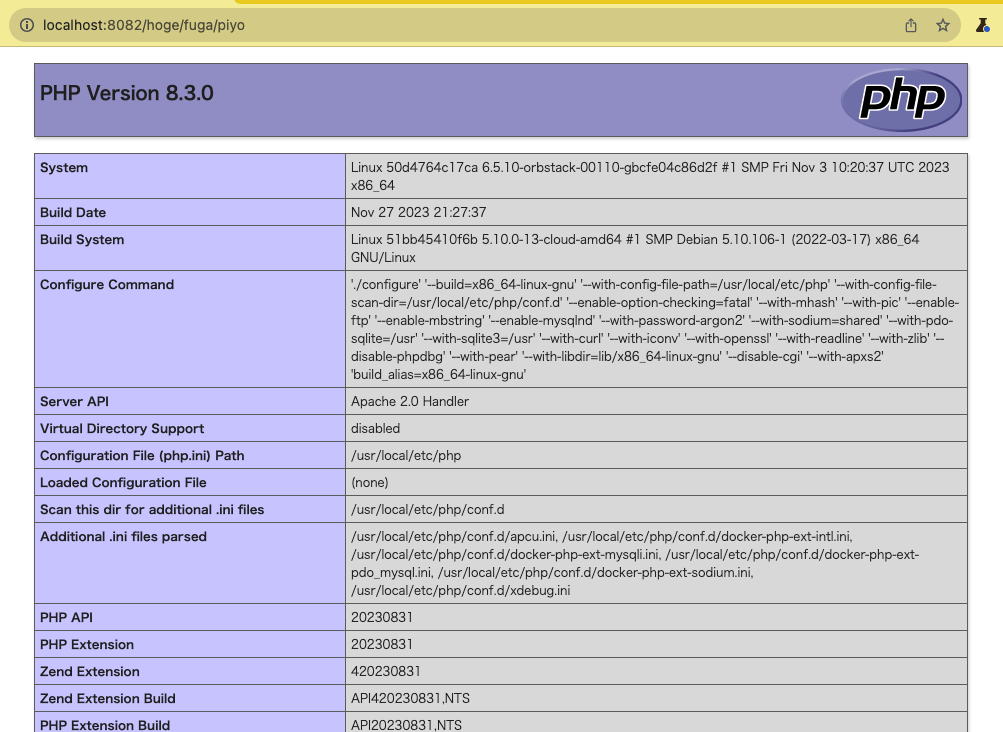 localhost:8082/hoge/fuga/piyo
PHP Version 8.3.0
php
System
Linux 50d4764c17ca 6.5.10-orbstack-00110-gbcfe04c86d2f #1 SMP Fri Nov 3 10:20:37 UTC 2023
x86_64
Build Date
Nov 27 2023 21:27:37
Build System
Linux 51bb45410f6b 5.10.0-13-cloud-amd64 #1 SMP Debian 5.10.106-1 (2022-03-17) x86_64
GNU/Linux
Configure Command
'./configure' '--build=x86_64-linux-gnu' '--with-config-file-path=/usr/local/etc/php' '--with-config-file-
scan-dir=/usr/local/etc/php/conf.d' '--enable-option-checking=fatal' '--with-mhash' '--with-pic' '--enable-
ftp' '--enable-mbstring' '--enable-mysqlnd' '--with-password-argon2' '--with-sodium=shared' '--with-pdo-
sqlite=/usr' '--with-sqlite3=/usr' '--with-curl' '--with-iconv' '--with-openssl' '--with-readline' '--with-zlib' '--
disable-phpdbg' '--with-pear' '--with-libdir=lib/x86_64-linux-gnu' '--disable-cgi' '--with-apxs2'
'build_alias=x86_64-linux-gnu'
Server API
Apache 2.0 Handler
Virtual Directory Support
disabled
Configuration File (php.ini) Path
/usr/local/etc/php
Loaded Configuration File
(none)
Scan this dir for additional .ini files
/usr/local/etc/php/conf.d
Additional .ini files parsed
/usr/local/etc/php/conf.d/apcu.ini, /usr/local/etc/php/conf.d/docker-php-ext-intl.ini,
/usr/local/etc/php/conf.d/docker-php-ext-mysqli.ini, /usr/local/etc/php/conf.d/docker-php-ext-
pdo_mysql.ini, /usr/local/etc/php/conf.d/docker-php-ext-sodium.ini,
/usr/local/etc/php/conf.d/xdebug.ini
PHP API
20230831
PHP Extension
20230831
Zend Extension
420230831
Zend Extension Build
API420230831,NTS
PHP Extension Build
API20230831,NTS